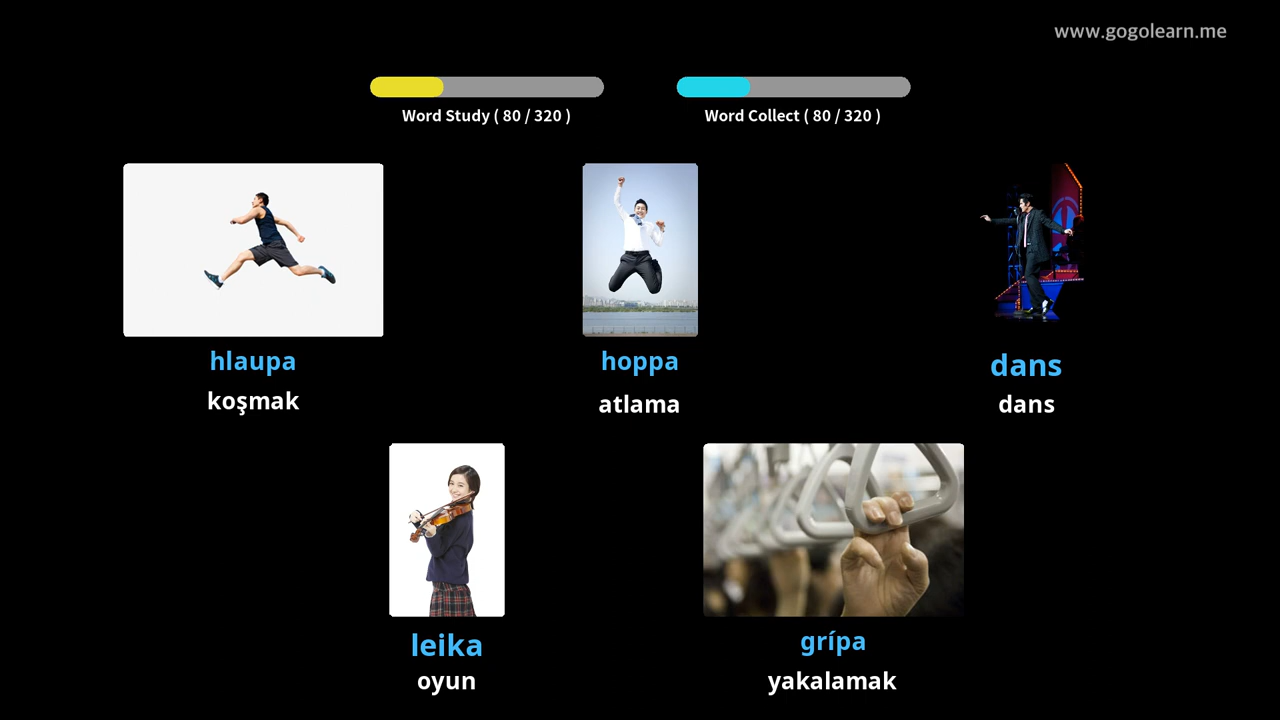 www.gogolearn.me
Word Study ( 80 / 320 )
Word Collect ( 80 / 320 )
hlaupa
koşmak
hoppa
atlama
dans
dans
leika
oyun
grípa
yakalamak